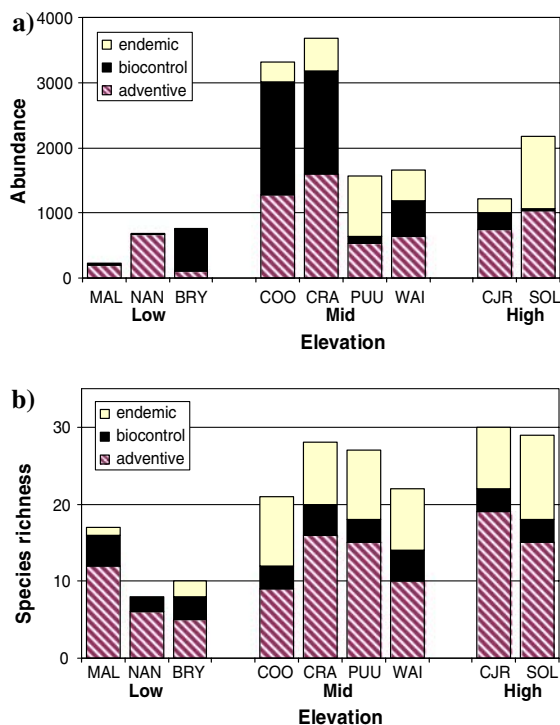 a)
4000
3000
2000
1000
0
Abundance
endemic
biocontrol
adventive
MAL NAN BRY COO CRA PUU WAI CJR SOL
Low Mid High
Elevation
b)
30
20
10
0
Species richness
endemic
biocontrol
adventive
MAL NAN BRY COO CRA PUU WAI CJR SOL
Low Mid High
Elevation